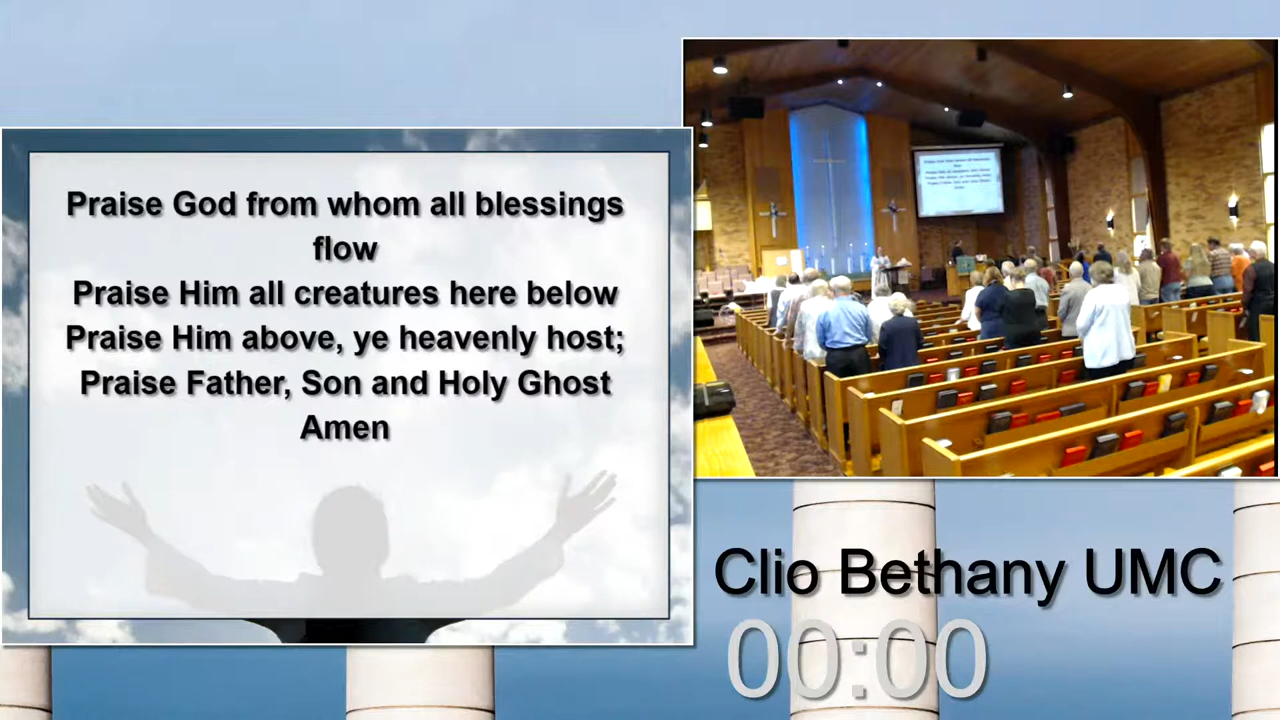 Praise God from whom all blessings
flow
Praise Him all creatures here below
Praise Him above, ye heavenly host;
Praise Father, Son and Holy Ghost
Amen
Clio Bethany UMC
00:00